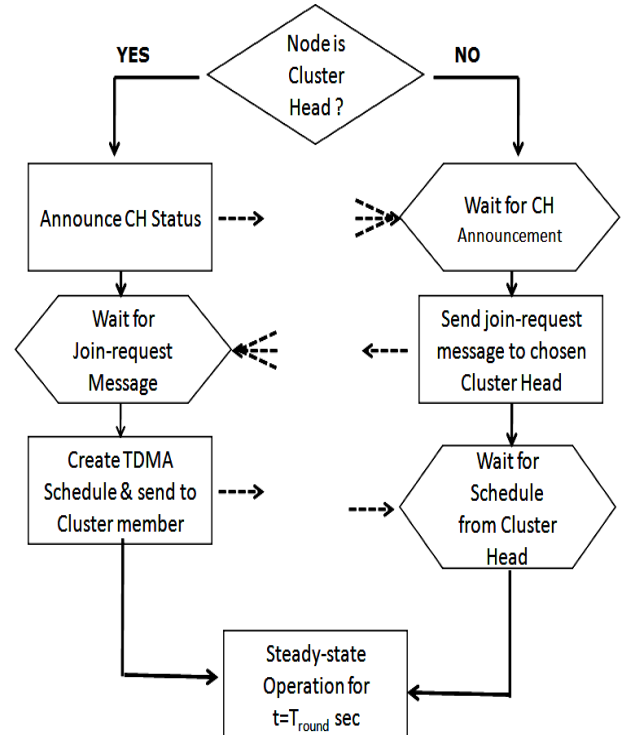 Node is
Cluster
Head ?
YES
NO
Announce CH Status
Wait for CH
Announcement
Wait for
Join-request
Message
Send join-request
message to chosen
Cluster Head
Create TDMA
Schedule & send to
Cluster member
Wait for
Schedule
from Cluster
Head
Steady-state
Operation for
t=Tround sec